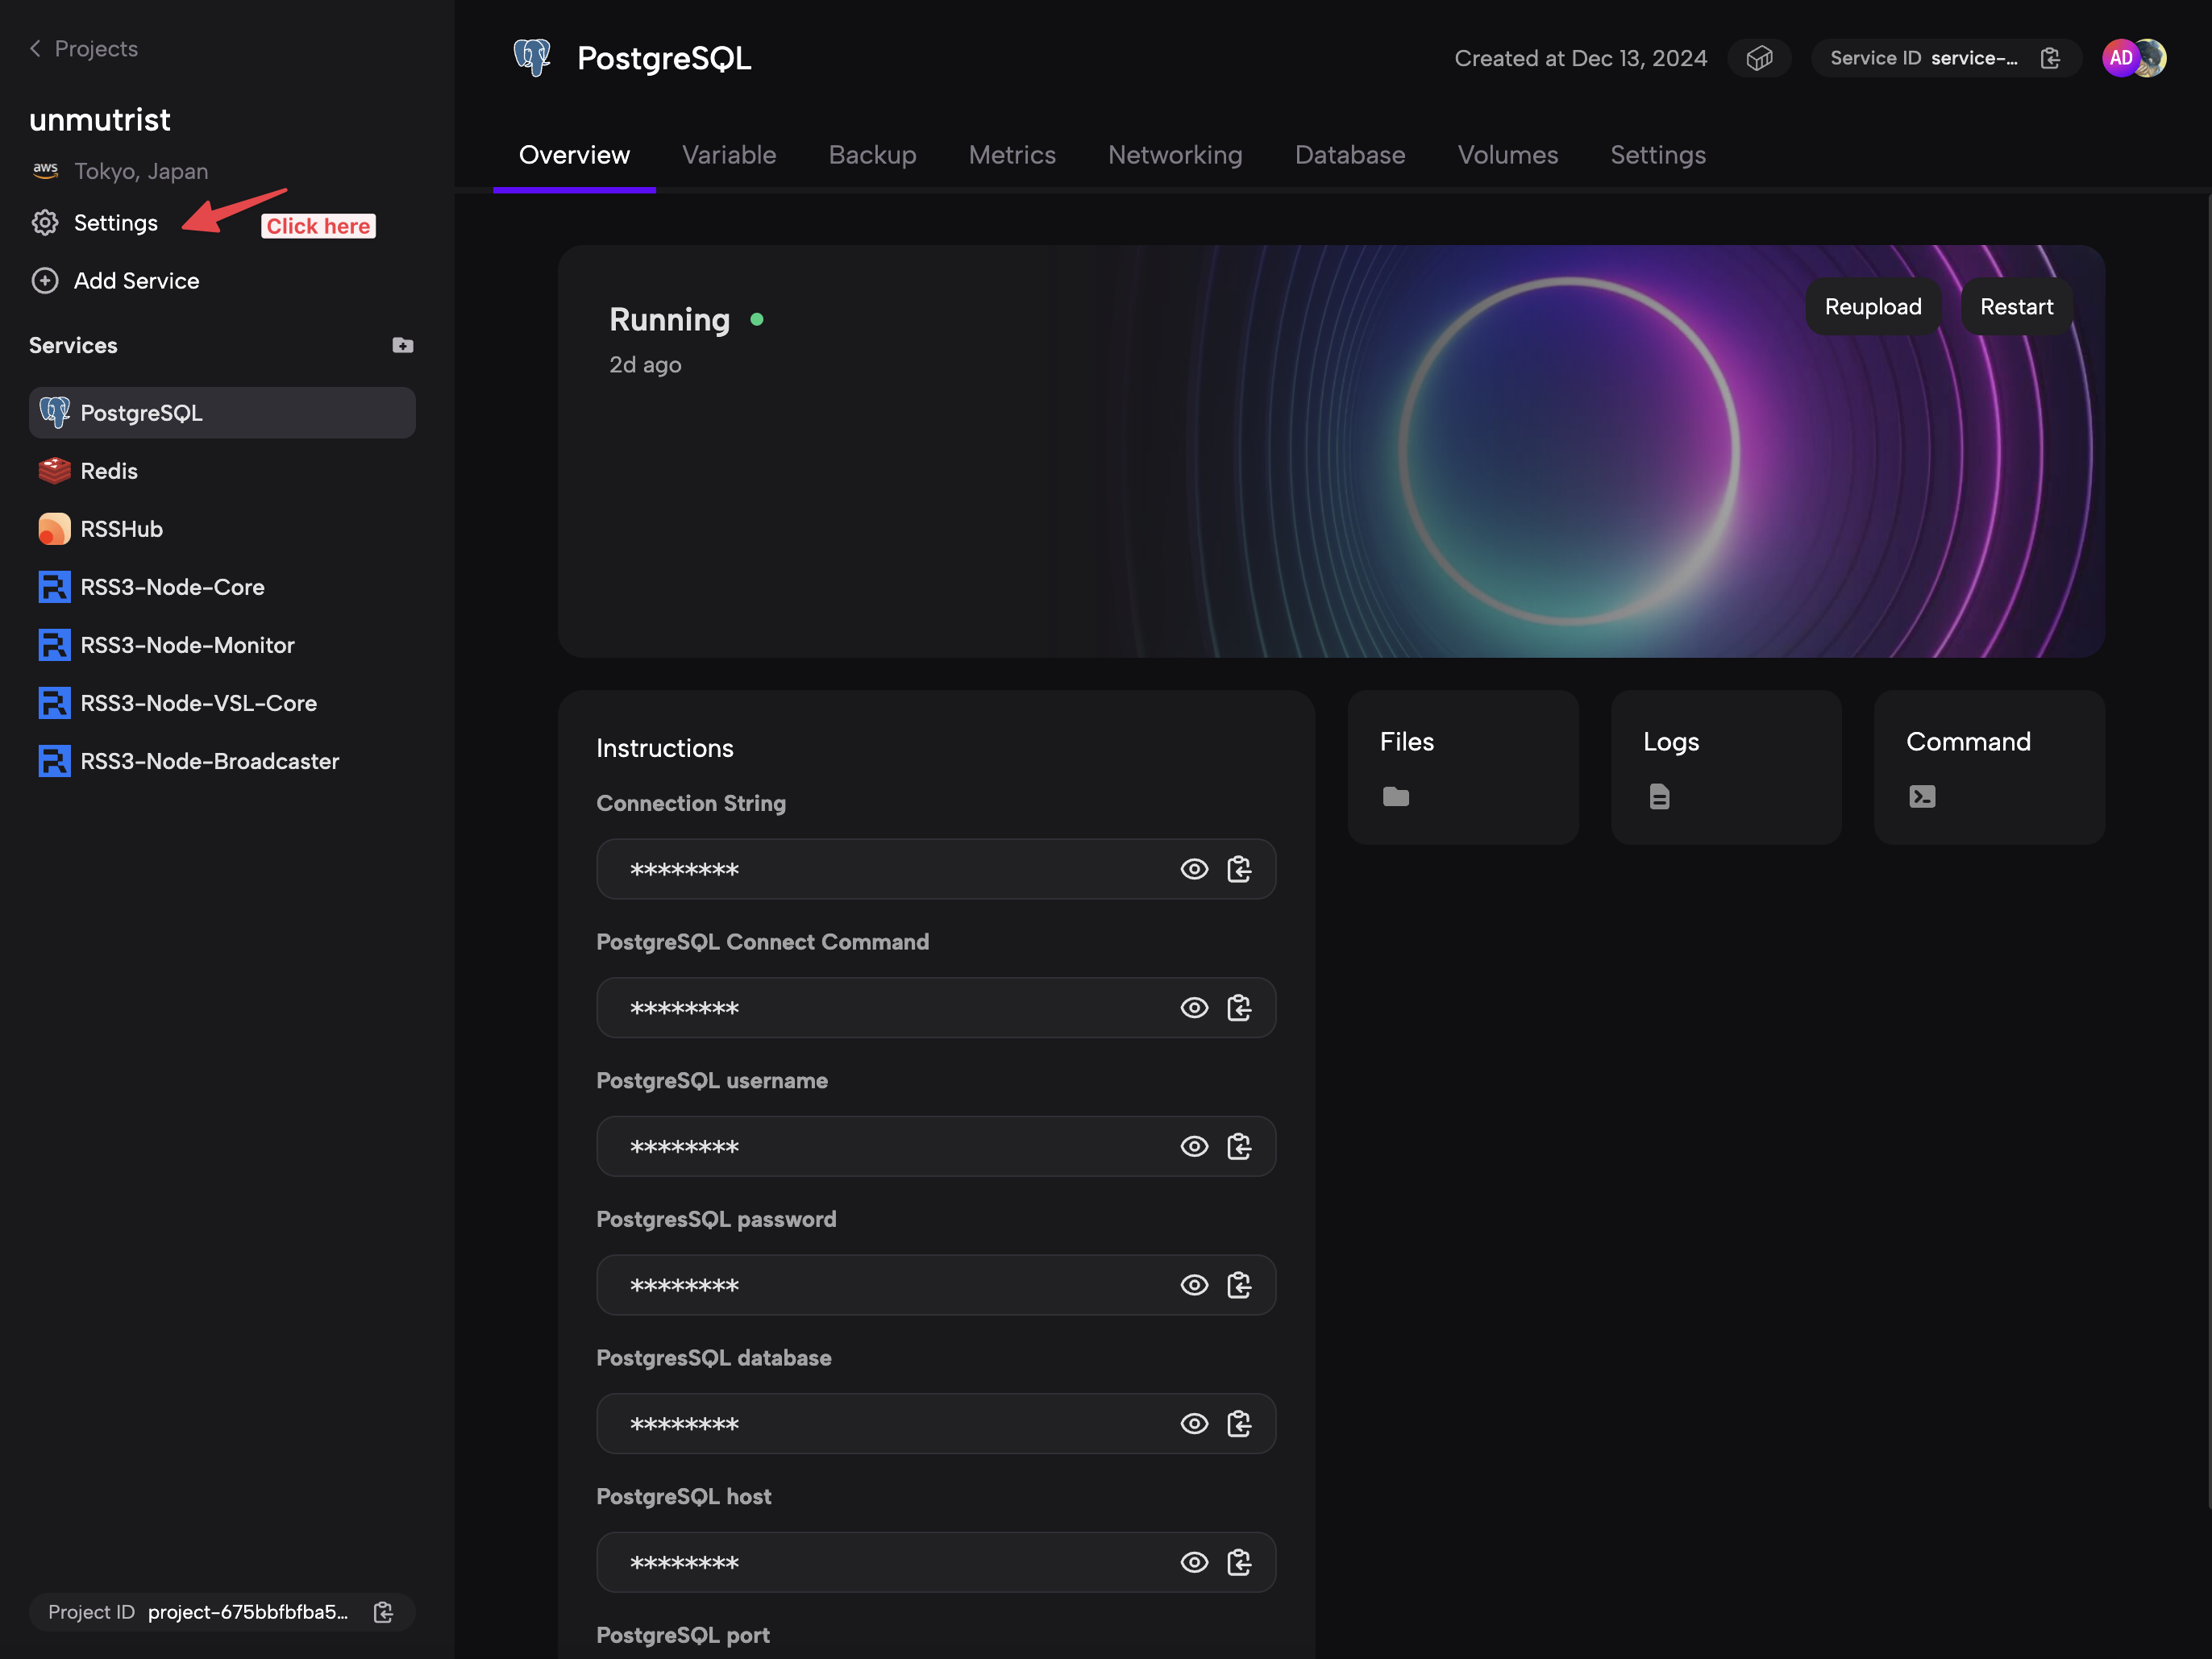 Projects
unmutrist
aws Tokyo, Japan
Settings
Click here
Add Service
Services
PostgreSQL
Redis
RSSHub
RSS3-Node-Core
RSS3-Node-Monitor
RSS3-Node-VSL-Core
RSS3-Node-Broadcaster
Project ID project-675bbfbfba5...
PostgreSQL
Created at Dec 13, 2024
Service ID service-...
AD
Overview Variable Backup Metrics Networking Database Volumes Settings
Running
2d ago
Reupload
Restart
Instructions
Connection String
********
PostgreSQL Connect Command
********
PostgreSQL username
********
PostgresSQL password
********
PostgresSQL database
********
PostgreSQL host
********
PostgreSQL port
Files
Logs
Command